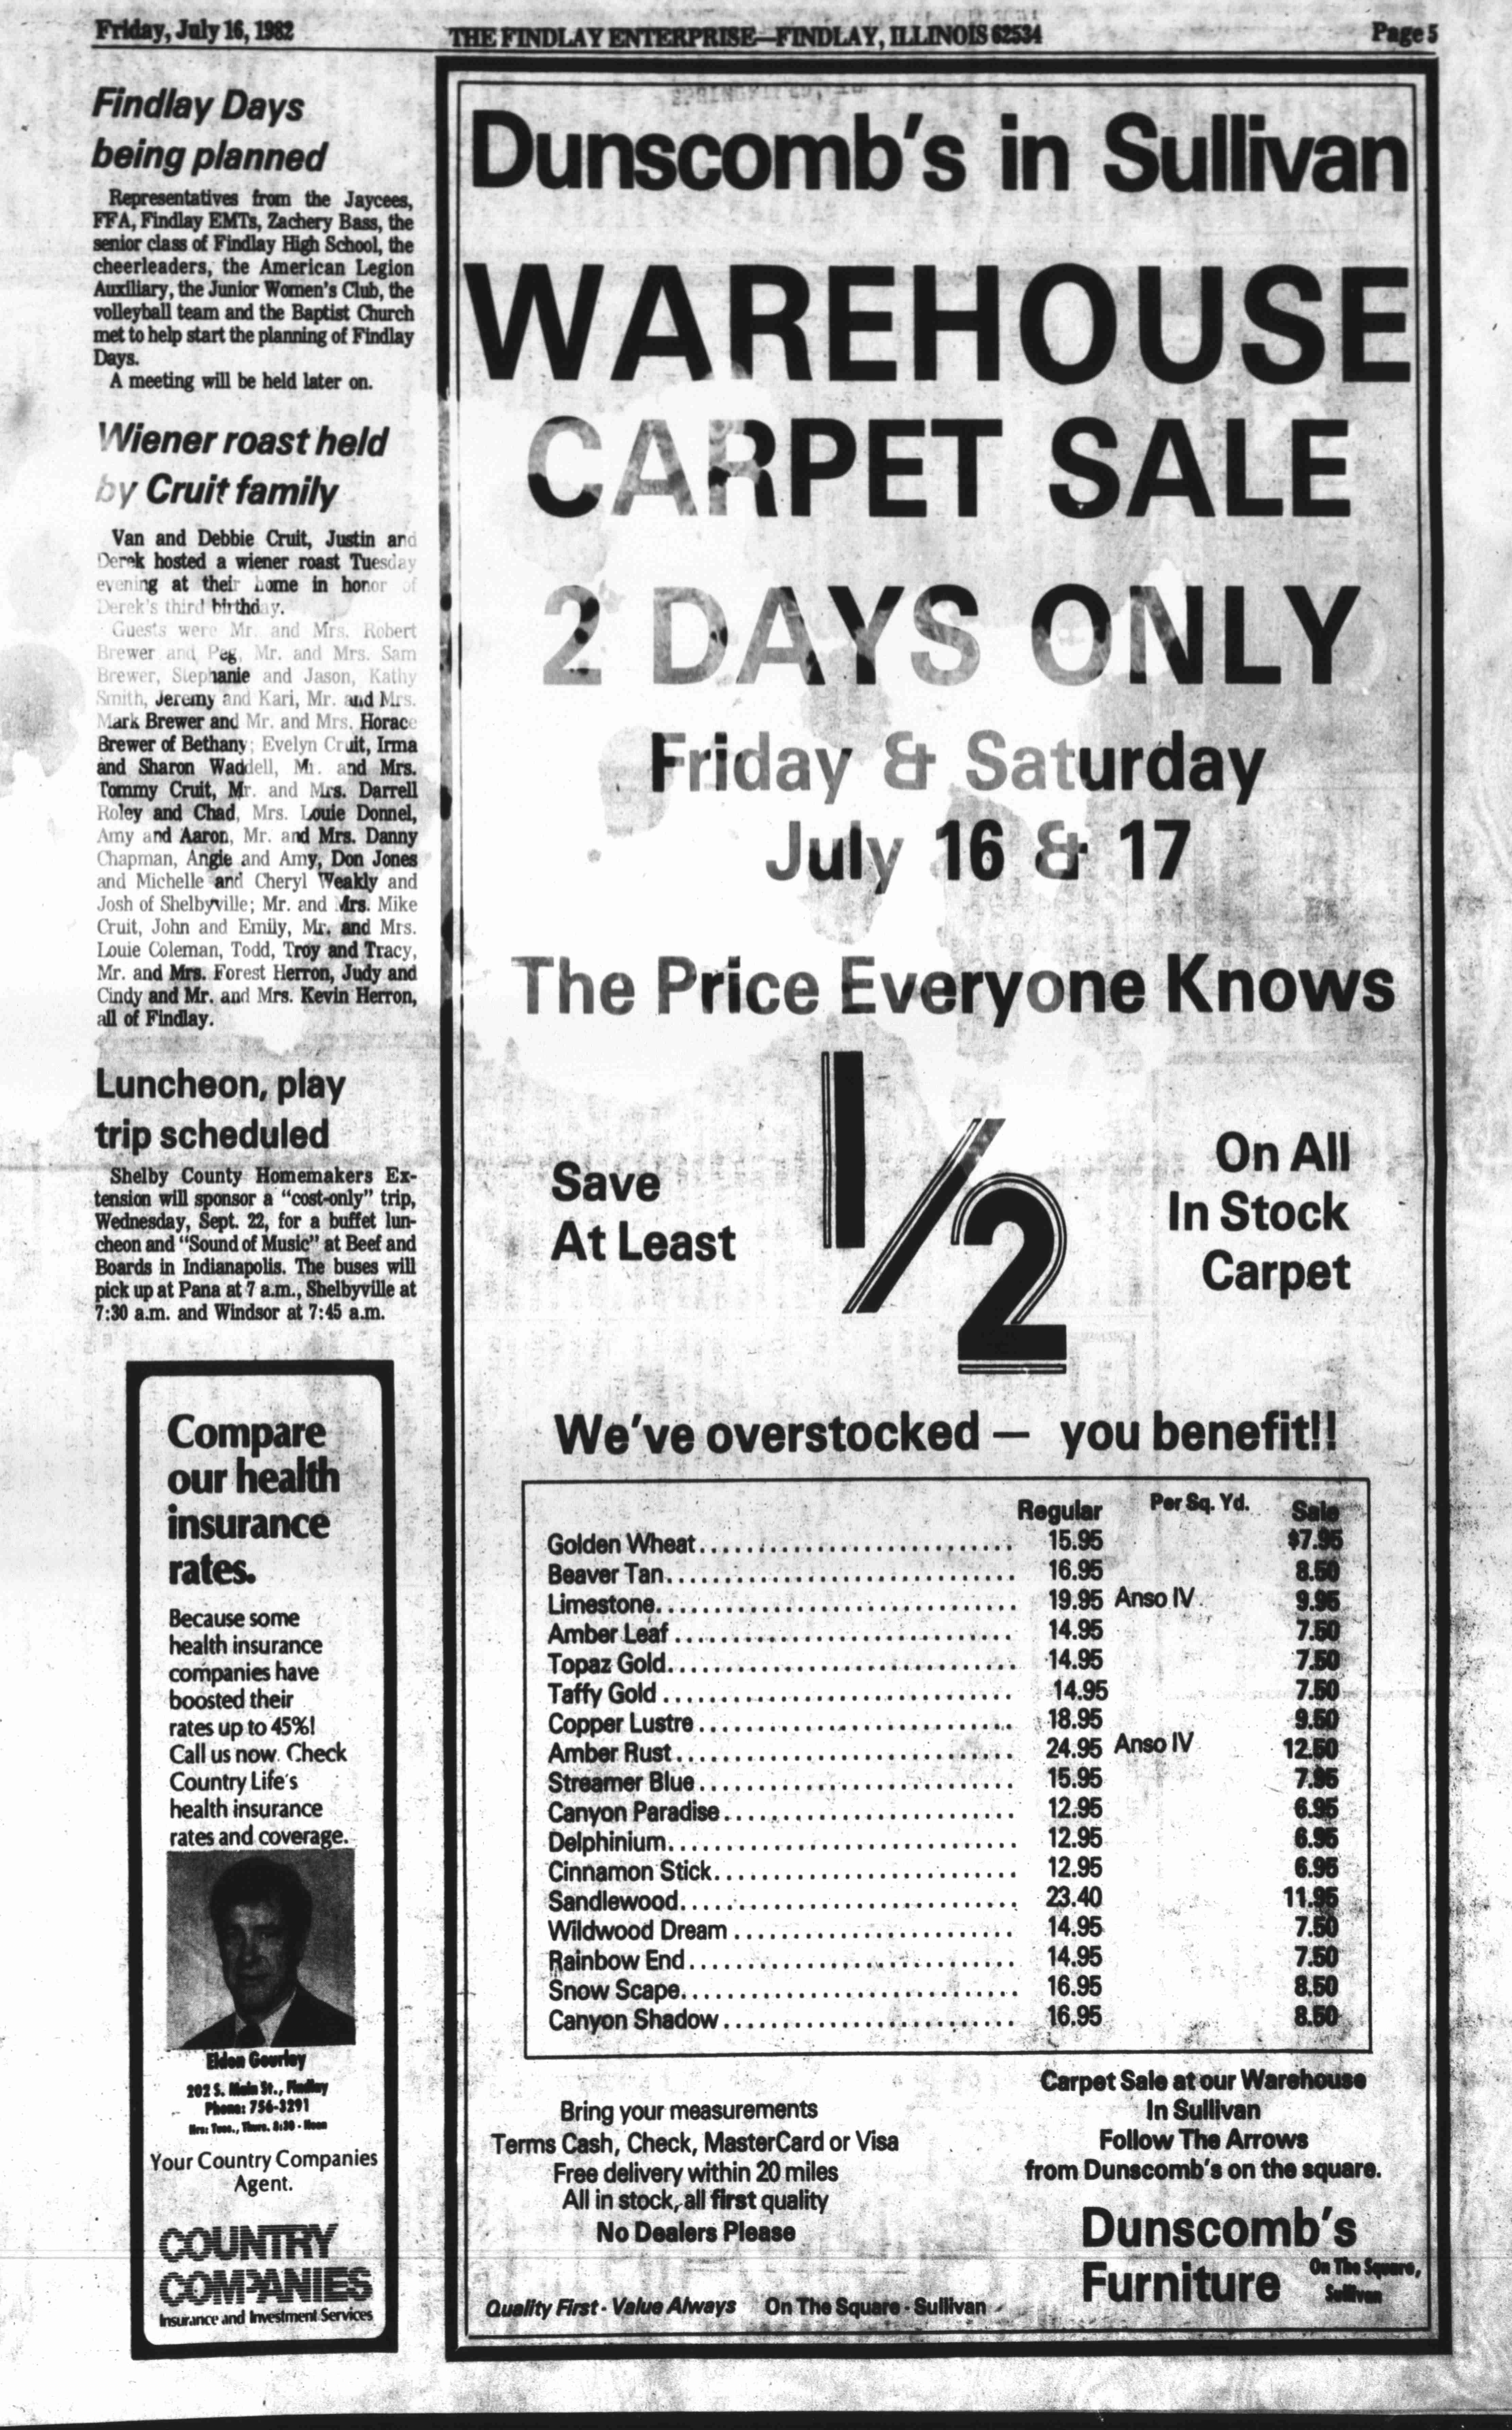 Friday, July 16, 1982
THE FINDLAY ENTERPRISE—FINDLAY, ILLINOIS 62534
Page 5
Findlay Days
being planned
Representatives from the Jaycees,
FFA, Findlay EMTs, Zachery Bass, the
senior class of Findlay High School, the
cheerleaders, the American Legion
Auxiliary, the Junior Women's Club, the
volleyball team and the Baptist Church
met to help start the planning of Findlay
Days.
A meeting will be held later on.
Wiener roast held
by Cruit family
Van and Debbie Cruit, Justin and
Derek hosted a wiener roast Tuesday
evening at their home in honor of
Derek's third birthday.
Guests were Mr. and Mrs. Robert
Brewer and Peg, Mr. and Mrs. Sam
Brewer, Stephanie and Jason, Kathy
Smith, Jeremy and Kari, Mr. and Mrs.
Mark Brewer and Mr. and Mrs. Horace
Brewer of Bethany; Evelyn Cruit, Irma
and Sharon Waddell, Mr. and Mrs.
Tommy Cruit, Mr. and Mrs. Darrell
Roley and Chad, Mrs. Louie Donnel,
Amy and Aaron, Mr. and Mrs. Danny
Chapman, Angie and Amy, Don Jones
and Michelle and Cheryl Weakly and
Josh of Shelbyville; Mr. and Mrs. Mike
Cruit, John and Emily, Mr. and Mrs.
Louie Coleman, Todd, Troy and Tracy,
Mr. and Mrs. Forest Herron, Judy and
Cindy and Mr. and Mrs. Kevin Herron,
all of Findlay.
Luncheon, play
trip scheduled
Shelby County Homemakers Ex-
tension will sponsor a "cost-only" trip,
Wednesday, Sept. 22, for a buffet lun-
cheon and "Sound of Music" at Beef and
Boards in Indianapolis. The buses will
pick up at Pana at 7 a.m., Shelbyville at
7:30 a.m. and Windsor at 7:45 a.m.
Compare
our health
insurance
rates.
Because some
health insurance
companies have
boosted their
rates up to 45%!
Call us now. Check
Country Life's
health insurance
rates and coverage.
Eldon Gourley
202 S. Main St., Findlay
Phone: 756-3291
Hrs: Tues., Thurs. 8:30 - Noon
Your Country Companies
Agent.
COUNTRY
COMPANIES
Insurance and Investment Services
Dunscomb's in Sullivan
WAREHOUSE
CARPET SALE
2 DAYS ONLY
Friday & Saturday
July 16 & 17
The Price Everyone Knows
Save
At Least
1/2
On All
In Stock
Carpet
We've overstocked — you benefit!!
Regular Per Sq. Yd. Sale
Golden Wheat............................ 15.95 $7.95
Beaver Tan.............................. 16.95 8.50
Limestone............................... 19.95 Anso IV 9.95
Amber Leaf.............................. 14.95 7.50
Topaz Gold.............................. 14.95 7.50
Taffy Gold.............................. 14.95 7.50
Copper Lustre........................... 18.95 9.50
Amber Rust.............................. 24.95 Anso IV 12.50
Streamer Blue........................... 15.95 7.95
Canyon Paradise......................... 12.95 6.95
Delphinium.............................. 12.95 6.95
Cinnamon Stick.......................... 12.95 6.95
Sandlewood.............................. 23.40 11.95
Wildwood Dream.......................... 14.95 7.50
Rainbow End............................. 14.95 7.50
Snow Scape.............................. 16.95 8.50
Canyon Shadow........................... 16.95 8.50
Bring your measurements
Terms Cash, Check, MasterCard or Visa
Free delivery within 20 miles
All in stock, all first quality
No Dealers Please
Carpet Sale at our Warehouse
In Sullivan
Follow The Arrows
from Dunscomb's on the square.
Dunscomb's
Furniture
On The Square,
Sullivan
Quality First - Value Always On The Square - Sullivan